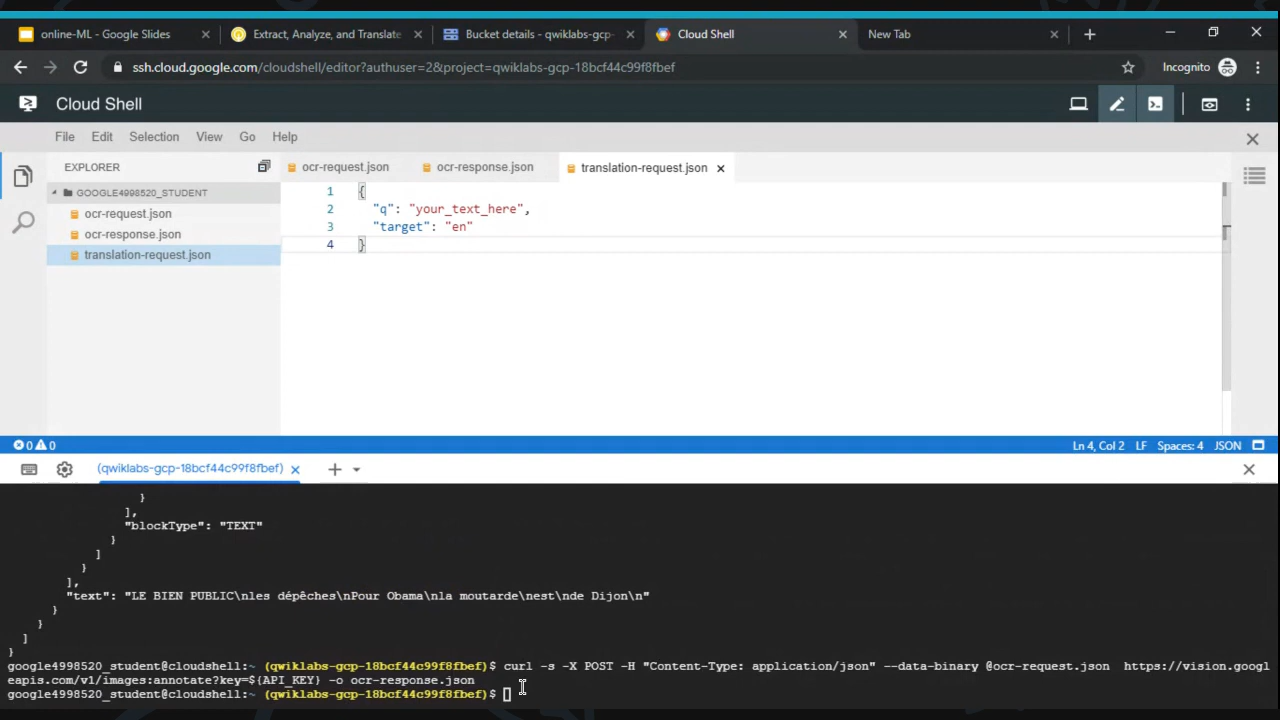 online-ML - Google Slides
Extract, Analyze, and Translate
Bucket details - qwiklabs-gcp-
Cloud Shell
New Tab
ssh.cloud.google.com/cloudshell/editor?authuser=2&project=qwiklabs-gcp-18bcf44c99f8fbef
Incognito
Cloud Shell
File Edit Selection View Go Help
EXPLORER
GOOGLE4998520_STUDENT
ocr-request.json
ocr-response.json
translation-request.json
ocr-request.json
ocr-response.json
translation-request.json
1 {
2 "q": "your_text_here",
3 "target": "en"
4 }
0 0
Ln 4, Col 2 LF Spaces: 4 JSON
(qwiklabs-gcp-18bcf44c99f8fbef)
}
],
"blockType": "TEXT"
}
]
}
],
"text": "LE BIEN PUBLIC\nles dépêches\nPour Obama\nla moutarde\nest\nde Dijon\n"
}
}
]
}
google4998520_student@cloudshell:~ (qwiklabs-gcp-18bcf44c99f8fbef)$ curl -s -X POST -H "Content-Type: application/json" --data-binary @ocr-request.json https://vision.googl
eapis.com/v1/images:annotate?key=${API_KEY} -o ocr-response.json
google4998520_student@cloudshell:~ (qwiklabs-gcp-18bcf44c99f8fbef)$